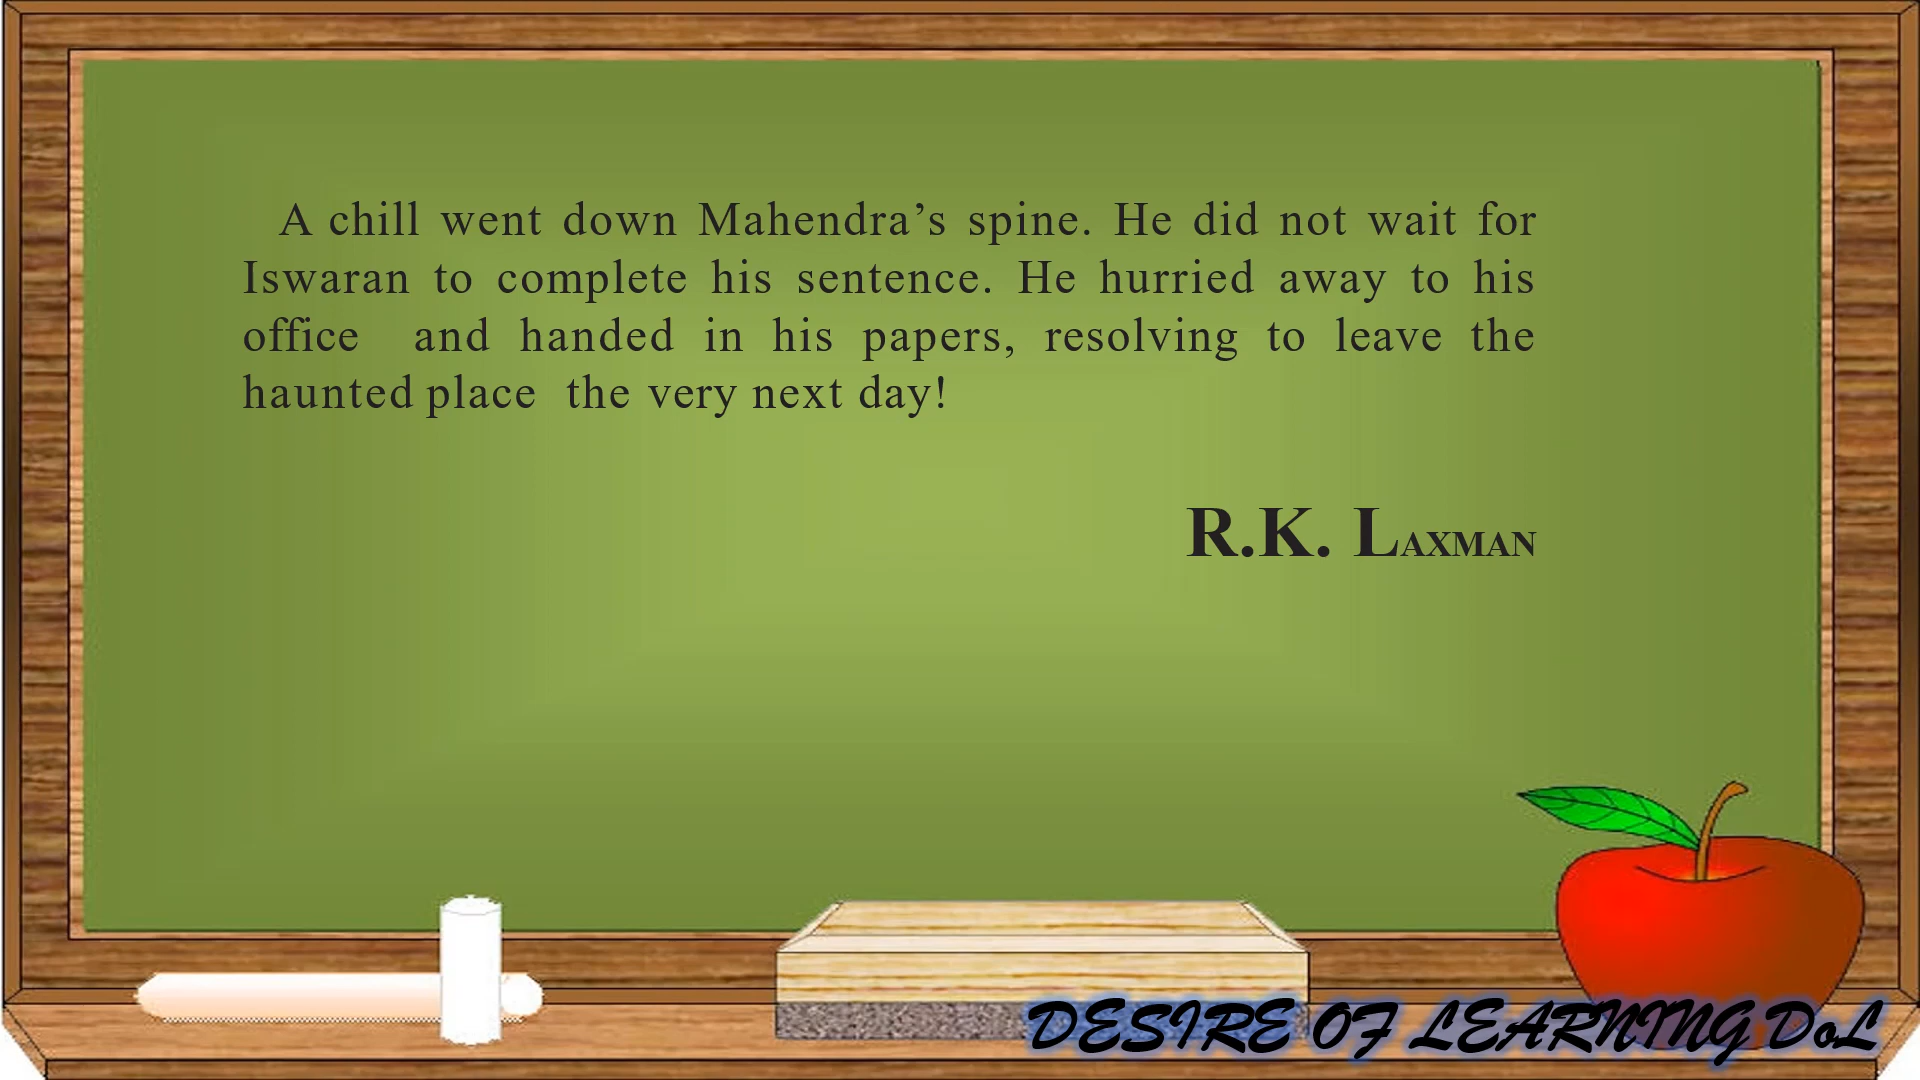 A chill went down Mahendra’s spine. He did not wait for
Iswaran to complete his sentence. He hurried away to his
office and handed in his papers, resolving to leave the
haunted place the very next day!
R.K. LAXMAN
DESIRE OF LEARNING DoL